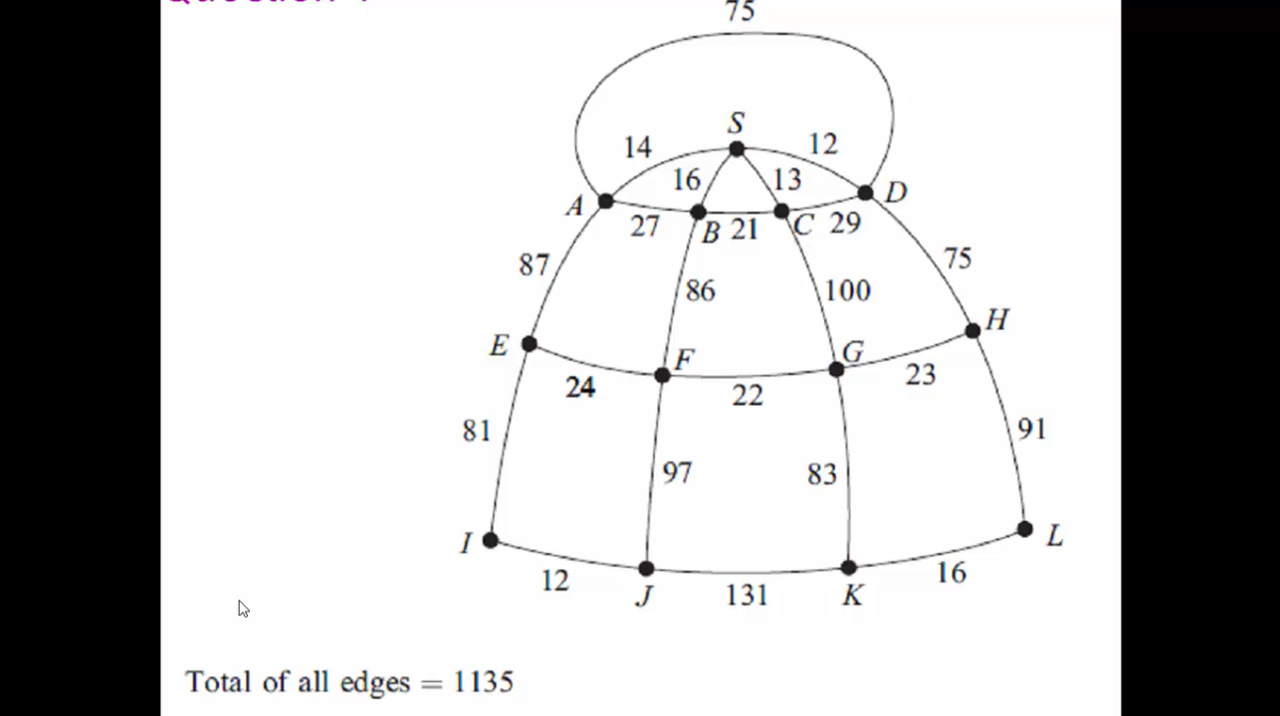 75
S
14
12
16
13
A
D
27
B
21
C
29
87
75
86
100
E
F
G
H
24
22
23
81
91
97
83
I
L
12
16
J
131
K
Total of all edges = 1135